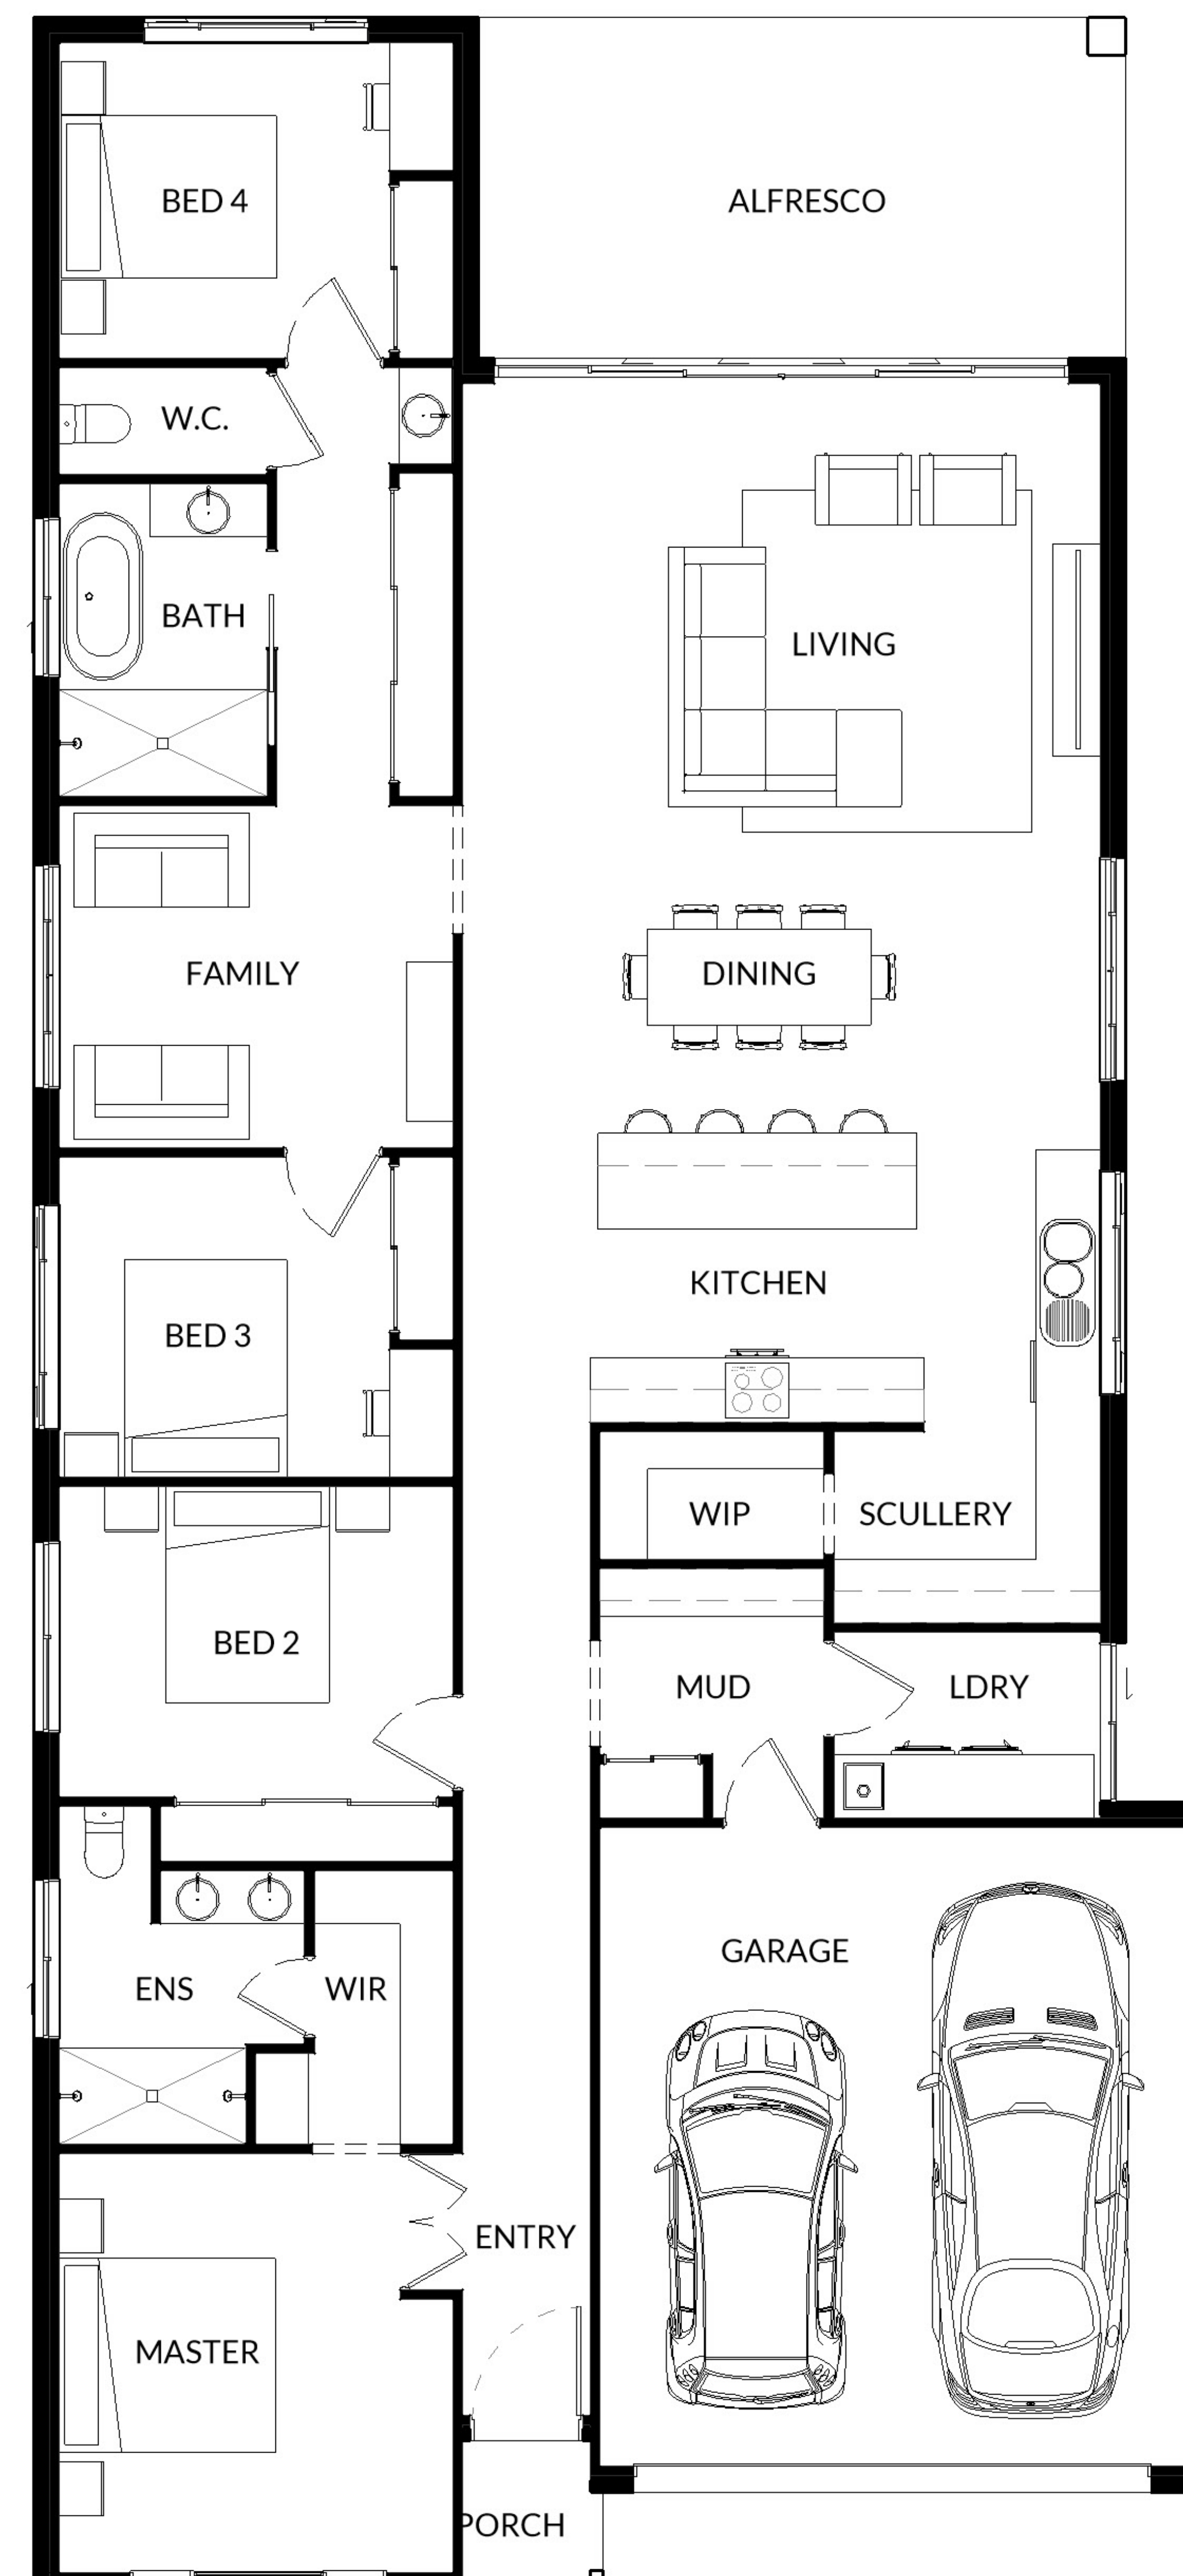 BED 4
ALFRESCO
W.C.
BATH
LIVING
FAMILY
DINING
KITCHEN
BED 3
WIP
SCULLERY
BED 2
MUD
LDRY
GARAGE
ENS
WIR
ENTRY
MASTER
PORCH